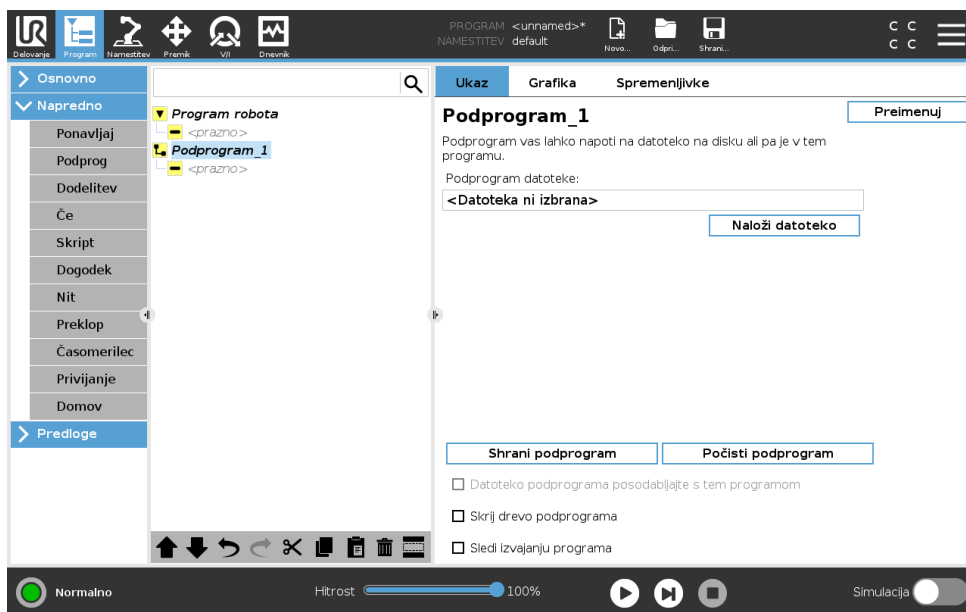 PROGRAM <unnamed>*
NAMESTITEV default
Delovanje Program Namestitev Premik V/I Dnevnik Novo... Odpri... Shrani...
C C
C C
Osnovno
Napredno
Ponavljaj
Podprog
Dodelitev
Če
Skript
Dogodek
Nit
Preklop
Časomerilec
Privijanje
Domov
Predloge
Program robota
<prazno>
Podprogram_1
<prazno>
Ukaz Grafika Spremenljivke
Podprogram_1
Preimenuj
Podprogram vas lahko napoti na datoteko na disku ali pa je v tem
programu.
Podprogram datoteke:
<Datoteka ni izbrana>
Naloži datoteko
Shrani podprogram Počisti podprogram
Datoteko podprograma posodabljajte s tem programom
Skrij drevo podprograma
Sledi izvajanju programa
Normalno Hitrost 100% Simulacija